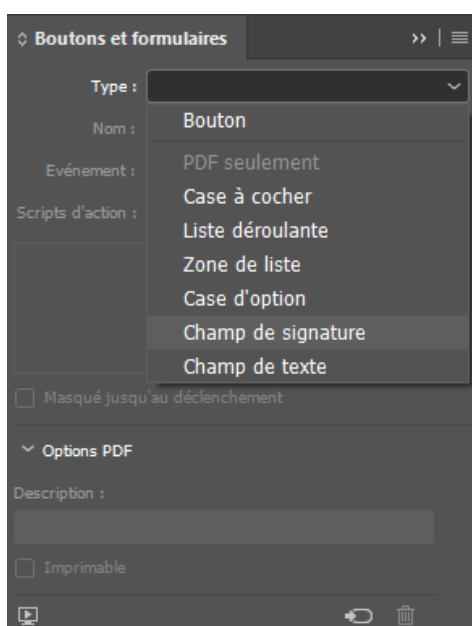 Boutons et formulaires
Type :
Bouton
Nom :
PDF seulement
Evénement :
Case à cocher
Scripts d'action :
Liste déroulante
Zone de liste
Case d'option
Champ de signature
Champ de texte
Masqué jusqu'au déclenchement
Options PDF
Description :
Imprimable